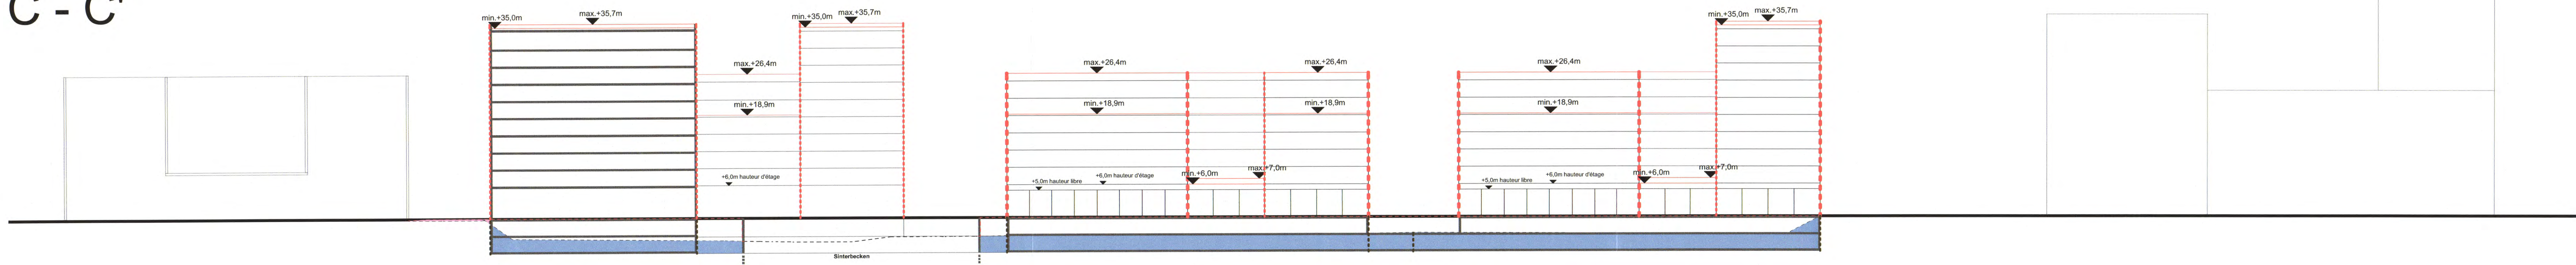 C - C'
min.+35,0m
max.+35,7m
max.+26,4m
min.+18,9m
+6,0m hauteur d'étage
min.+35,0m
max.+35,7m
Sinterbecken
max.+26,4m
min.+18,9m
+5,0m hauteur libre
+6,0m hauteur d'étage
min.+6,0m
max.+7,0m
max.+26,4m
min.+18,9m
max.+26,4m
min.+18,9m
+5,0m hauteur libre
+6,0m hauteur d'étage
min.+6,0m
max.+7,0m
min.+35,0m
max.+35,7m